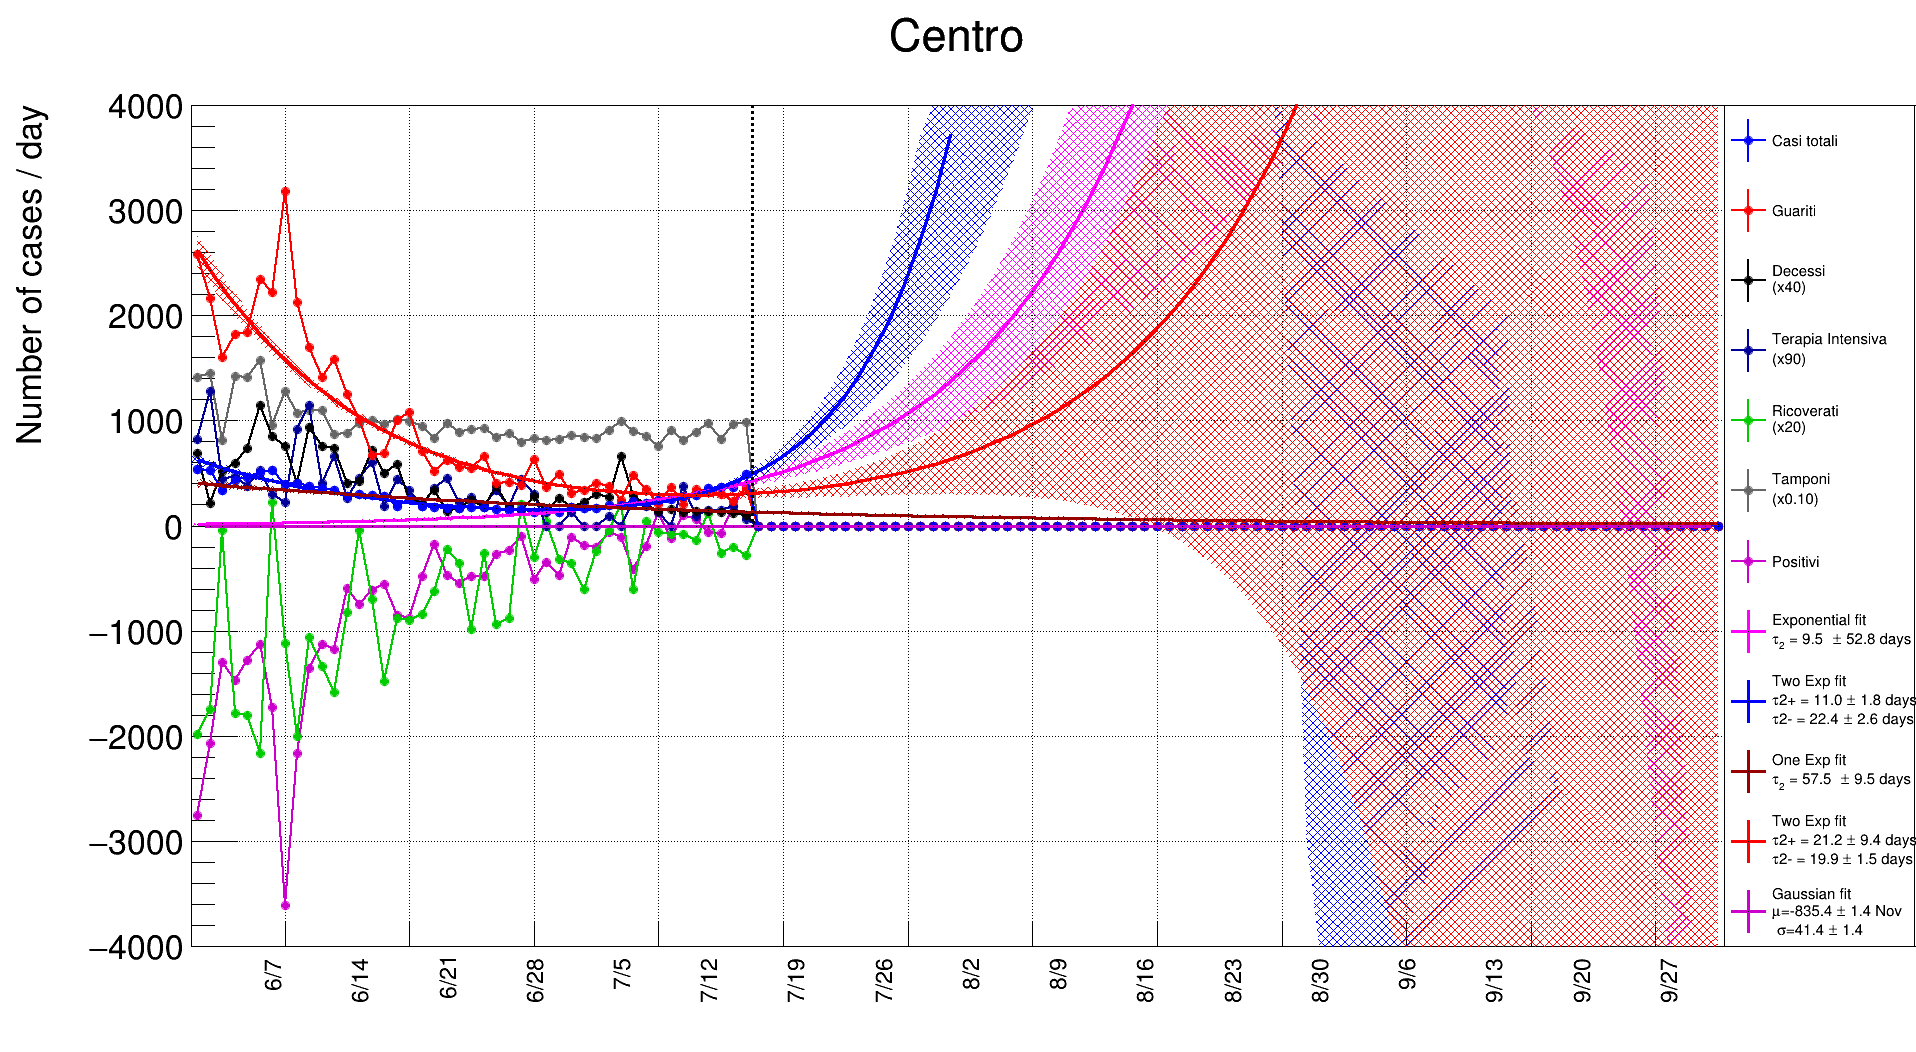 Centro
Number of cases / day
4000
3000
2000
1000
0
−1000
−2000
−3000
−4000
6/7
6/14
6/21
6/28
7/5
7/12
7/19
7/26
8/2
8/9
8/16
8/23
8/30
9/6
9/13
9/20
9/27
Casi totali
Guariti
Decessi
(x40)
Terapia Intensiva
(x90)
Ricoverati
(x20)
Tamponi
(x0.10)
Positivi
Exponential fit
τ2 = 9.5 ± 52.8 days
Two Exp fit
τ2+ = 11.0 ± 1.8 days
τ2- = 22.4 ± 2.6 days
One Exp fit
τ2 = 57.5 ± 9.5 days
Two Exp fit
τ2+ = 21.2 ± 9.4 days
τ2- = 19.9 ± 1.5 days
Gaussian fit
μ=-835.4 ± 1.4 Nov
σ=41.4 ± 1.4